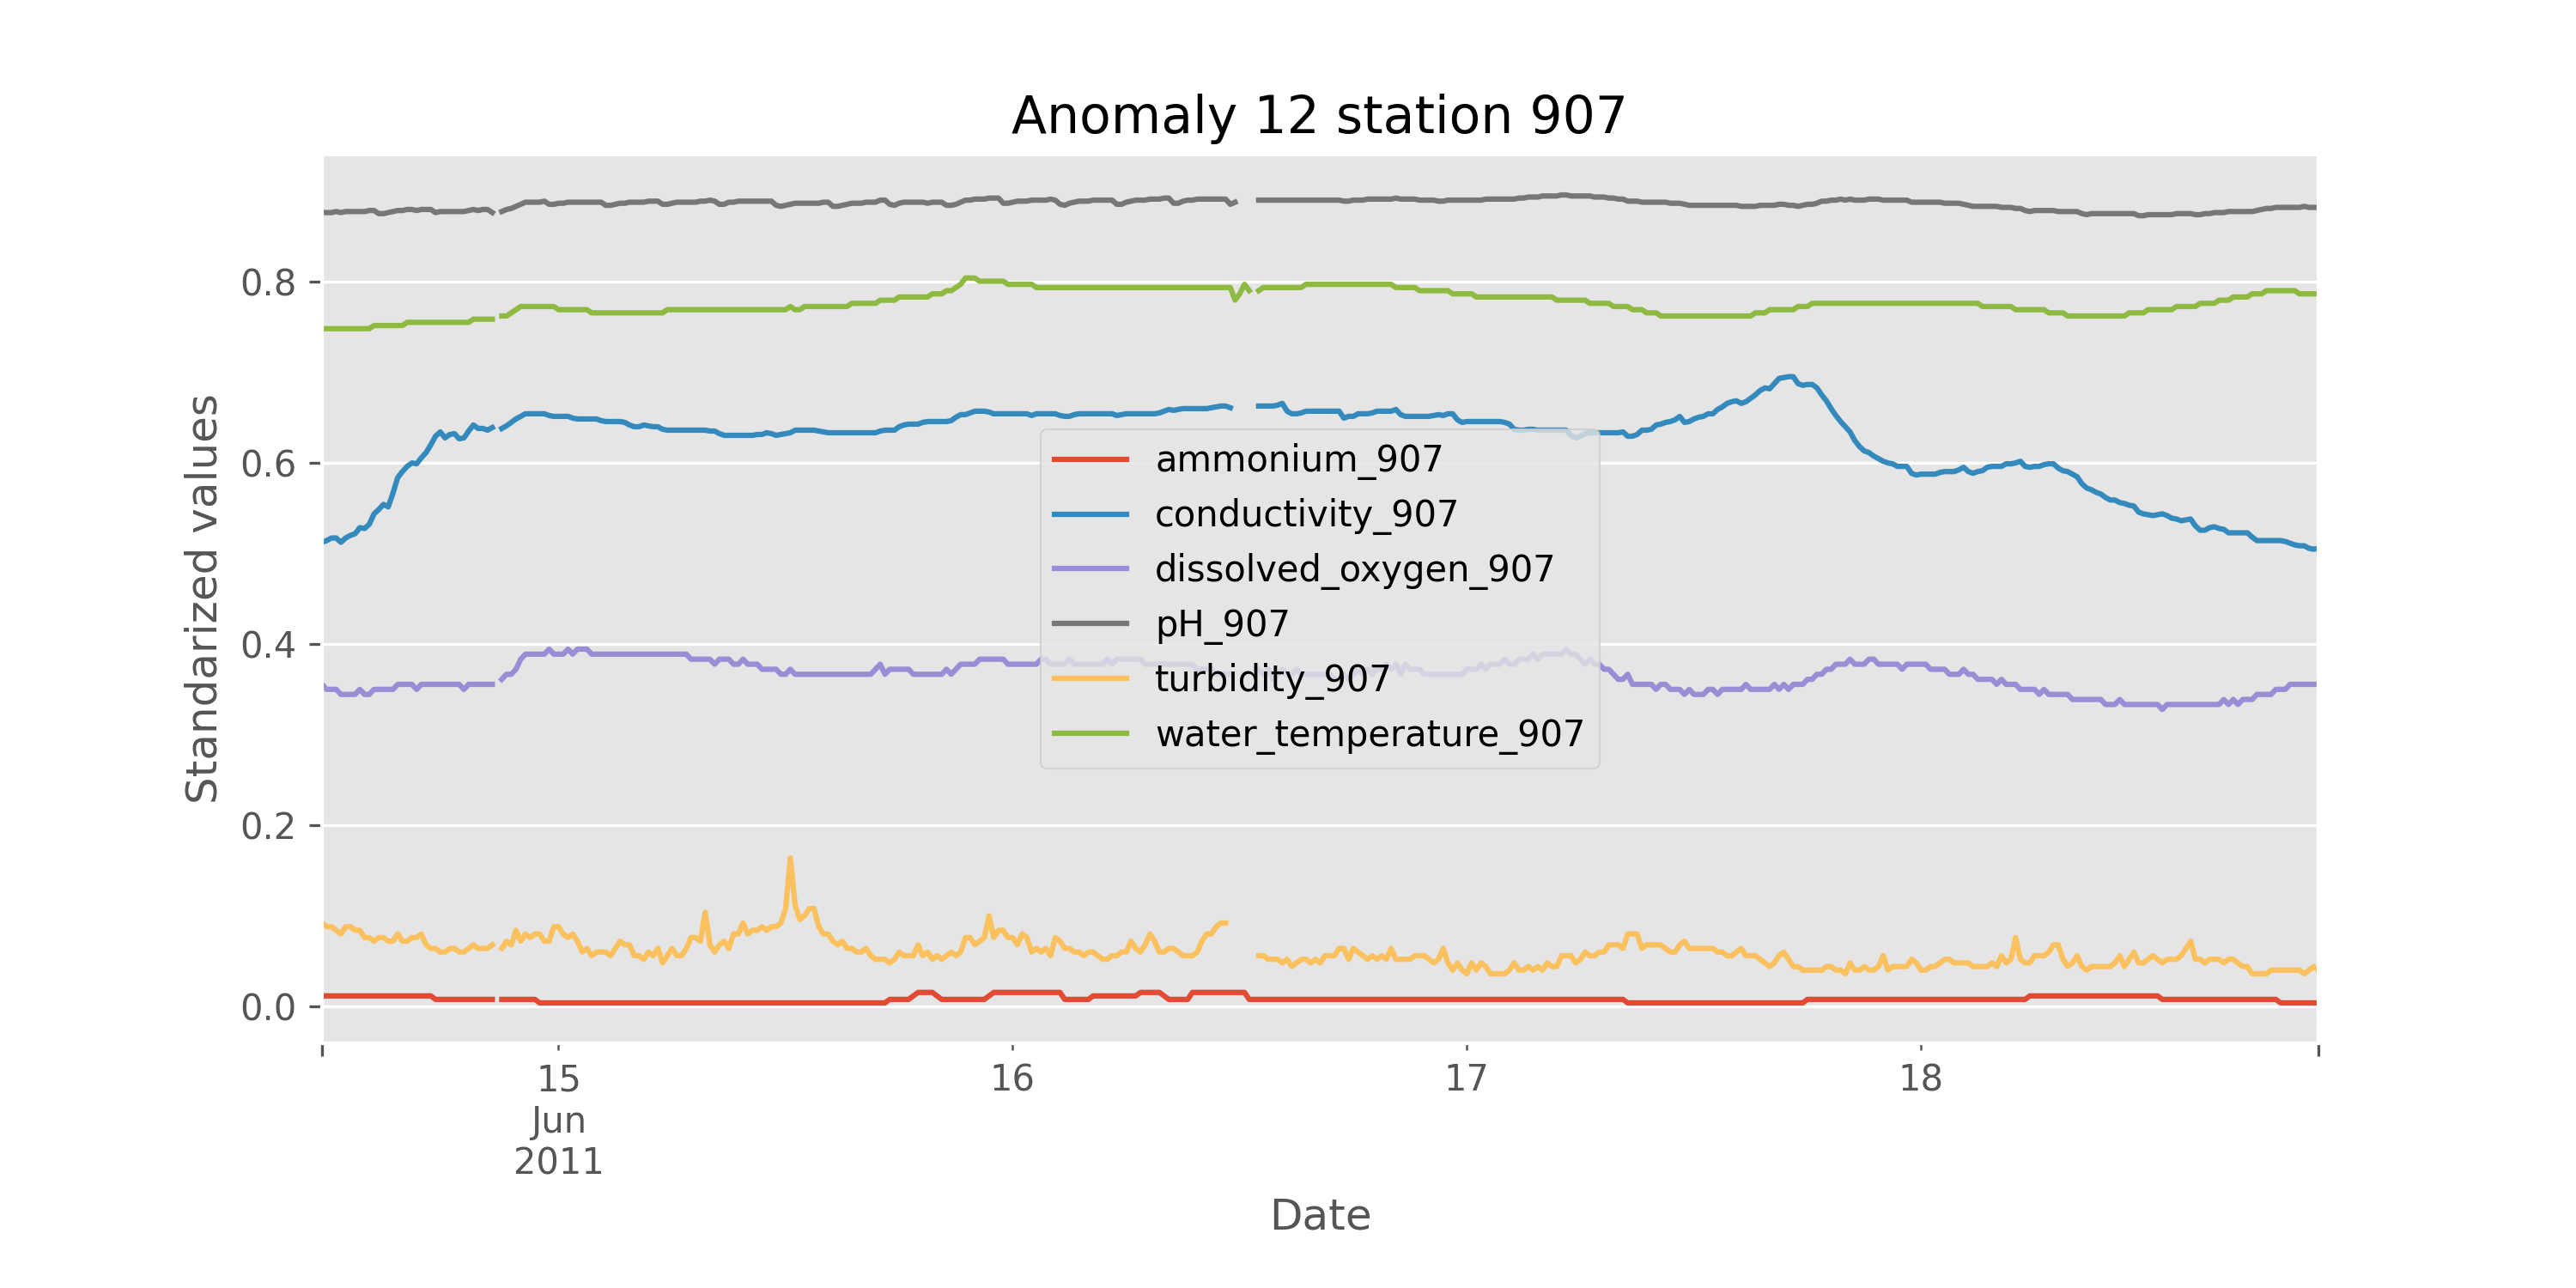 Anomaly 12 station 907
Standarized values
0.8
0.6
0.4
0.2
0.0
ammonium_907
conductivity_907
dissolved_oxygen_907
pH_907
turbidity_907
water_temperature_907
15 16 17 18
Jun
2011
Date